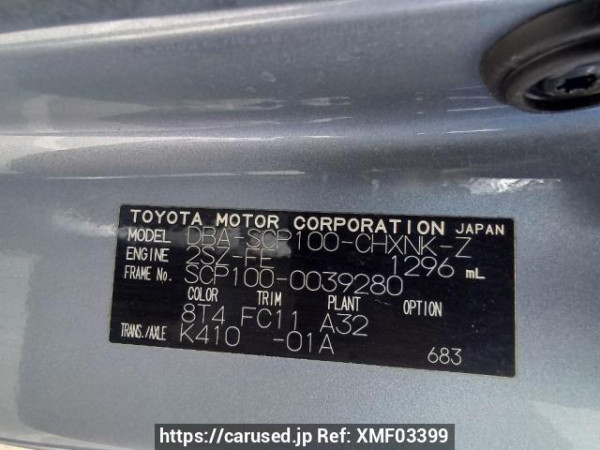 TOYOTA MOTOR CORPORATION JAPAN
MODEL DBA-SCP100-CHXNK-Z
ENGINE 2SZ-FE 1296 mL
FRAME No. SCP100-0039280
COLOR TRIM PLANT OPTION
8T4 FC11 A32
TRANS./AXLE K410 -01A 683
https://carused.jp Ref: XMF03399